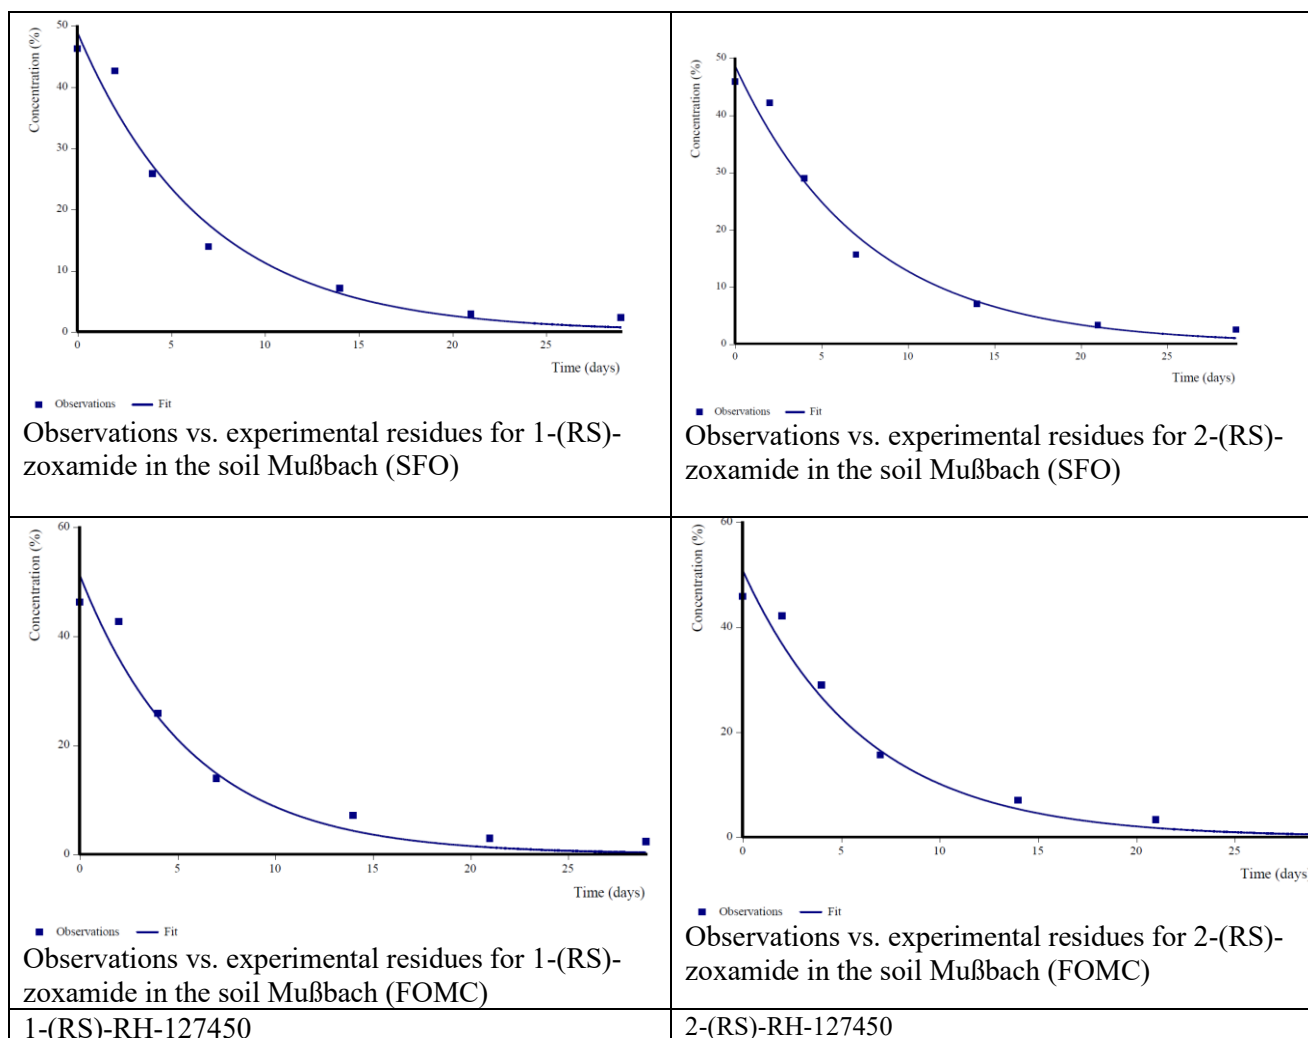 50
40
30
20
10
0
Concentration (%)
0 5 10 15 20 25
Time (days)
Observations Fit
Observations vs. experimental residues for 1-(RS)-
zoxamide in the soil Mußbach (SFO)
50
40
30
20
10
0
Concentration (%)
0 5 10 15 20 25
Time (days)
Observations Fit
Observations vs. experimental residues for 2-(RS)-
zoxamide in the soil Mußbach (SFO)
60
40
20
0
Concentration (%)
0 5 10 15 20 25
Time (days)
Observations Fit
Observations vs. experimental residues for 1-(RS)-
zoxamide in the soil Mußbach (FOMC)
60
40
20
0
Concentration (%)
0 5 10 15 20 25
Time (days)
Observations Fit
Observations vs. experimental residues for 2-(RS)-
zoxamide in the soil Mußbach (FOMC)
1-(RS)-RH-127450
2-(RS)-RH-127450